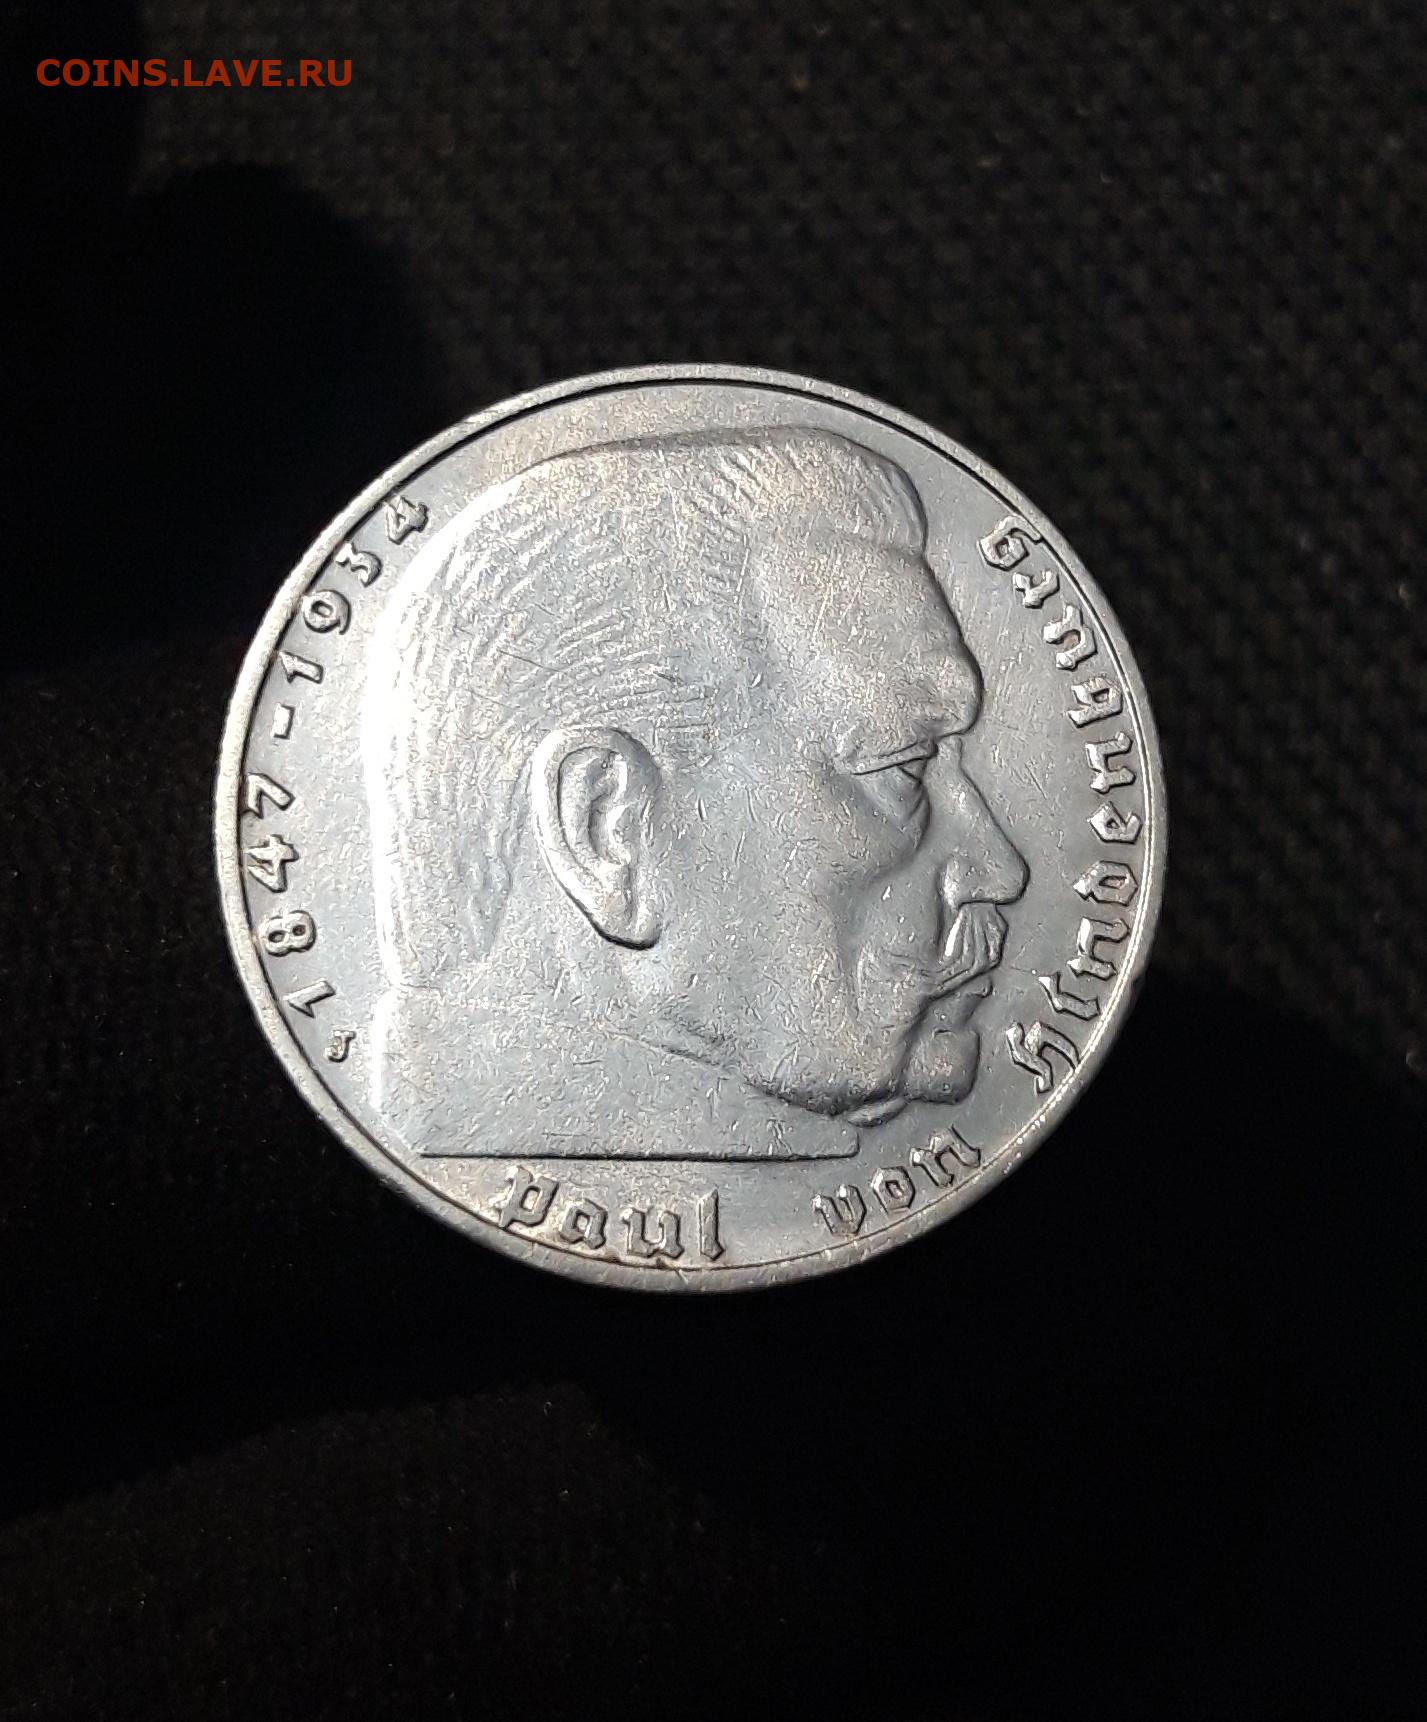 COINS.LAVE.RU
1847-1934
Paul von Hindenburg
J